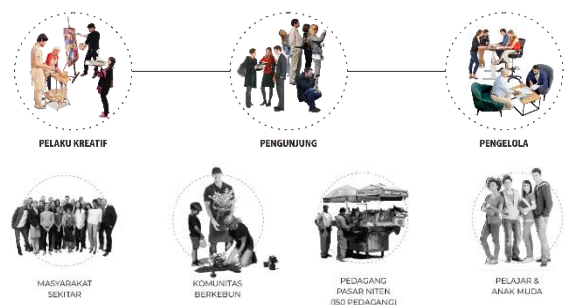 PELAKU KREATIF
PENGUNJUNG
PENGELOLA
MASYARAKAT
SEKITAR
KOMUNITAS
BERKEBUN
PEDAGANG
PASAR NITEN
(150 PEDAGANG)
PELAJAR &
ANAK MUDA